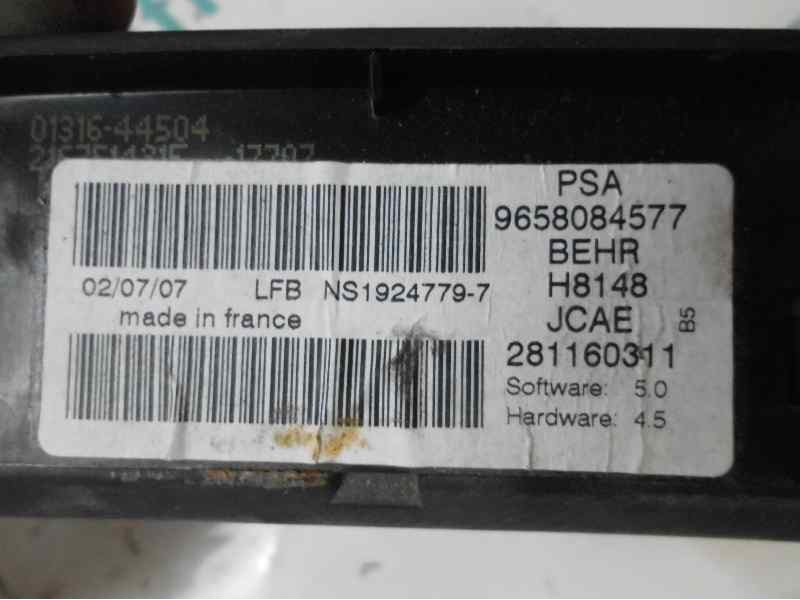 01316-44504
17797
PSA
9658084577
BEHR
02/07/07 LFB NS1924779-7
H8148
made in france
JCAE B5
281160311
Software: 5.0
Hardware: 4.5